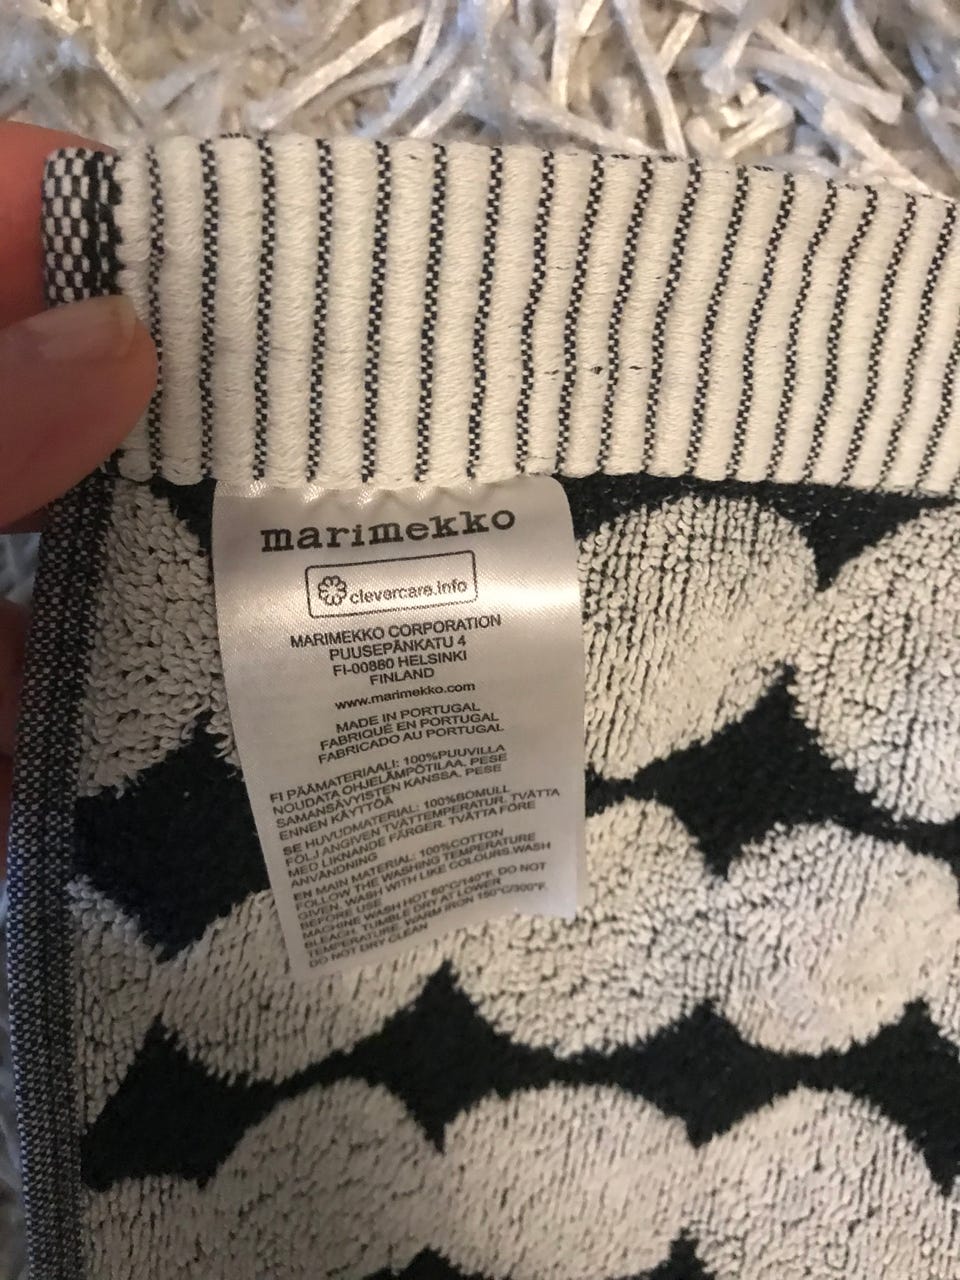 marimekko
clevercare.info
MARIMEKKO CORPORATION
PUUSEPÄNKATU 4
FI-00880 HELSINKI
FINLAND
www.marimekko.com
MADE IN PORTUGAL
FABRIQUÉ EN PORTUGAL
FABRICADO AU PORTUGAL
FI PÄÄMATERIAALI: 100%PUUVILLA
NOUDATA OHJELÄMPÖTILAA, PESE
SAMANSÄVYISTEN KANSSA, PESE
ENNEN KÄYTTÖÄ
SE HUVUDMATERIAL: 100%BOMULL
FÖLJ ANGIVEN TVÄTTEMPERATUR, TVÄTTA
MED LIKNANDE FÄRGER. TVÄTTA FÖRE
ANVÄNDNING
EN MAIN MATERIAL: 100%COTTON
FOLLOW THE WASHING TEMPERATURE
GIVEN, WASH WITH LIKE COLOURS.WASH
BEFORE USE
MACHINE WASH HOT 60°C/140°F. DO NOT
BLEACH. TUMBLE DRY AT LOWER
TEMPERATURE. WARM IRON 150°C/300°F.
DO NOT DRY CLEAN